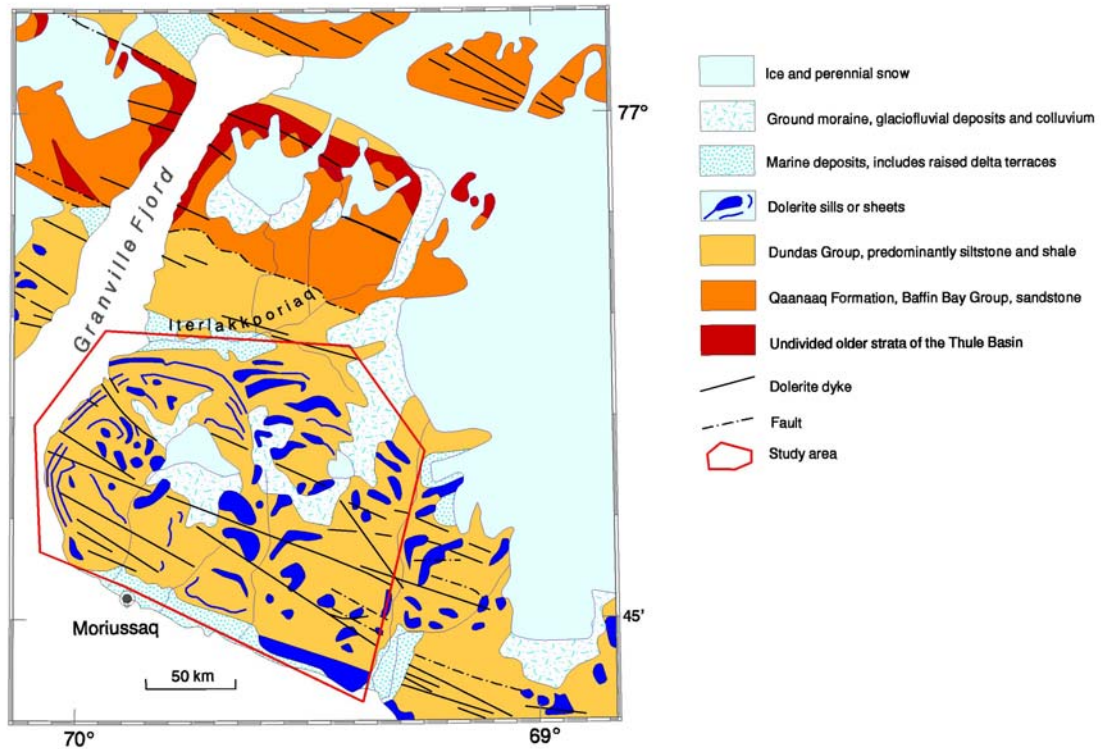 77°
45'
70°
69°
Granville Fjord
Iterlakkooriaq
Moriussaq
50 km
Ice and perennial snow
Ground moraine, glaciofluvial deposits and colluvium
Marine deposits, includes raised delta terraces
Dolerite sills or sheets
Dundas Group, predominantly siltstone and shale
Qaanaaq Formation, Baffin Bay Group, sandstone
Undivided older strata of the Thule Basin
Dolerite dyke
Fault
Study area